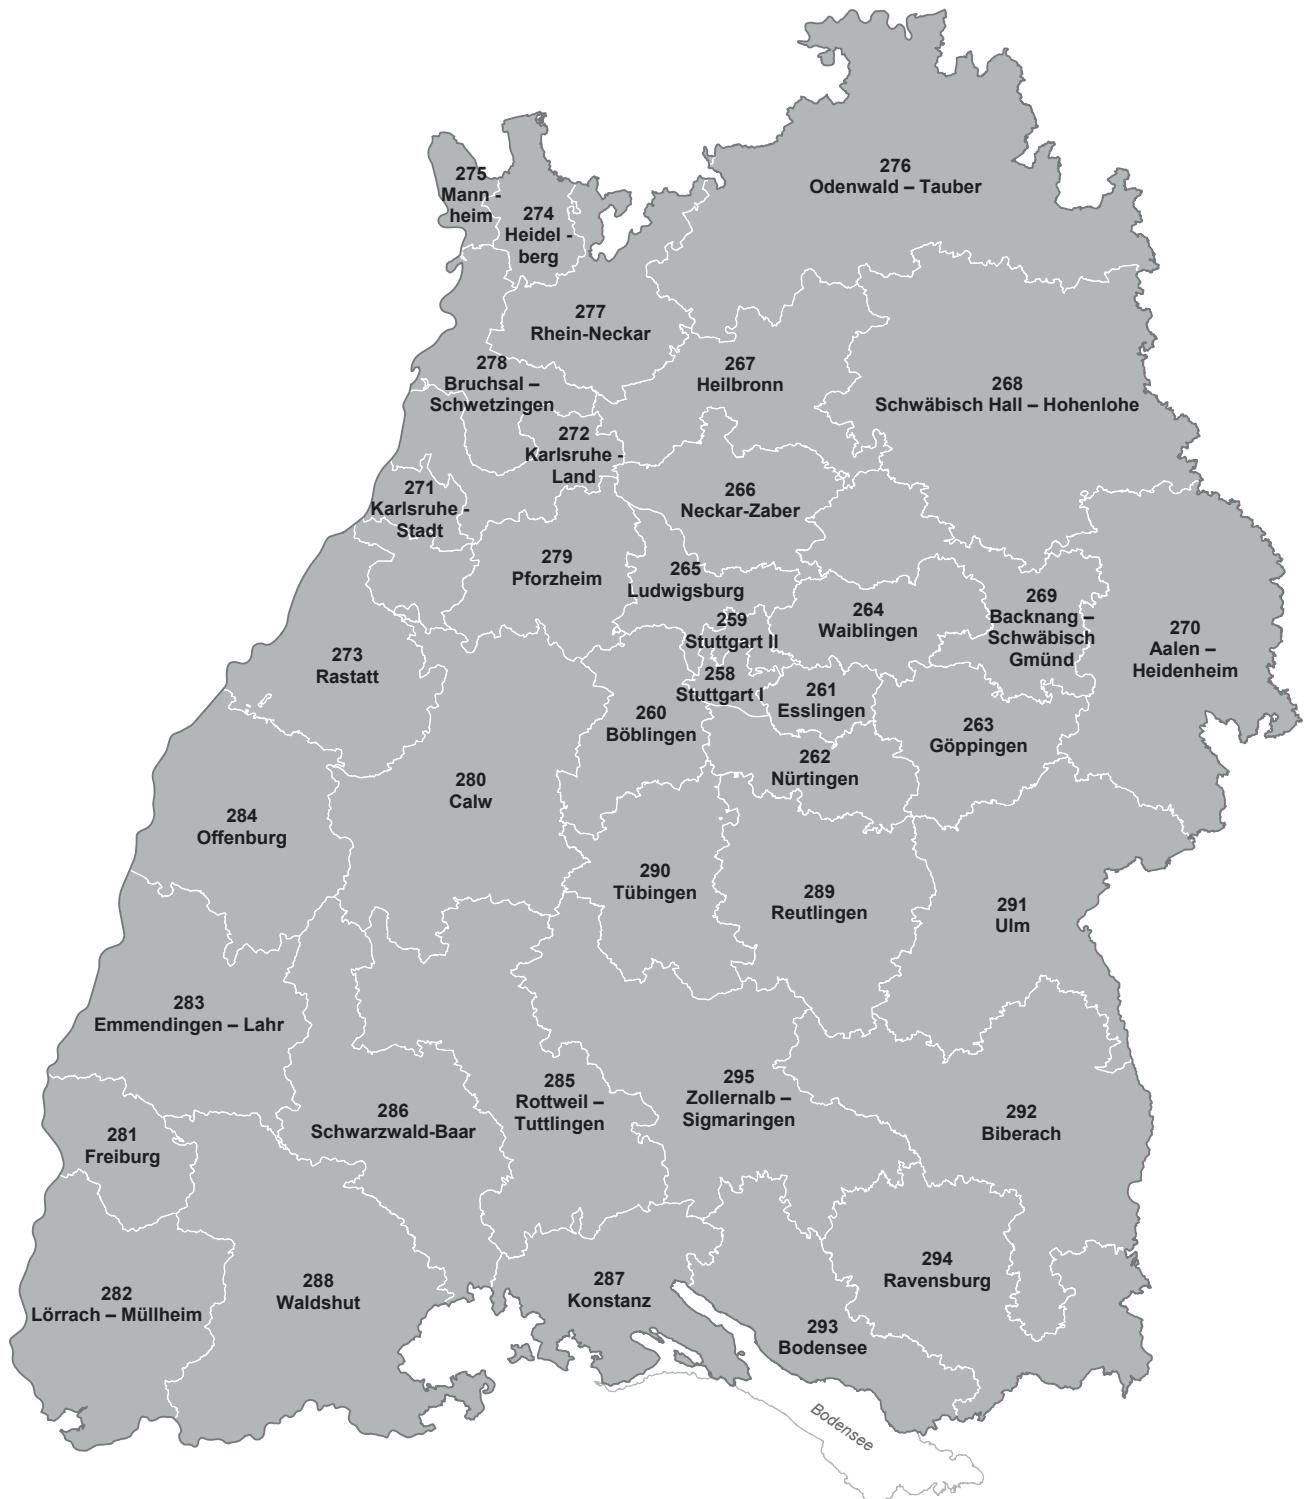 276
Odenwald – Tauber
275
Mann -
heim
274
Heidel -
berg
277
Rhein-Neckar
278
Bruchsal –
Schwetzingen
267
Heilbronn
268
Schwäbisch Hall – Hohenlohe
272
Karlsruhe -
Land
271
Karlsruhe -
Stadt
266
Neckar-Zaber
279
Pforzheim
265
Ludwigsburg
259
Stuttgart II
264
Waiblingen
269
Backnang –
Schwäbisch
Gmünd
270
Aalen –
Heidenheim
273
Rastatt
258
Stuttgart I
261
Esslingen
260
Böblingen
263
Göppingen
262
Nürtingen
280
Calw
284
Offenburg
290
Tübingen
289
Reutlingen
291
Ulm
283
Emmendingen – Lahr
285
Rottweil –
Tuttlingen
295
Zollernalb –
Sigmaringen
286
Schwarzwald-Baar
292
Biberach
281
Freiburg
282
Lörrach – Müllheim
288
Waldshut
287
Konstanz
294
Ravensburg
293
Bodensee
Bodensee